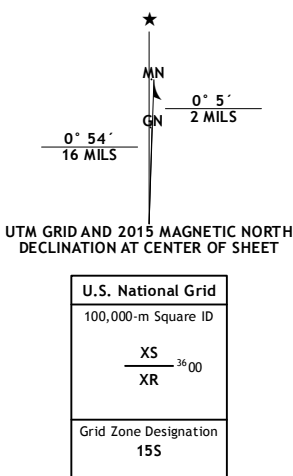 ★
MN
0° 5´
2 MILS
GN
0° 54´
16 MILS
UTM GRID AND 2015 MAGNETIC NORTH
DECLINATION AT CENTER OF SHEET
U.S. National Grid
100,000-m Square ID
XS
3600
XR
Grid Zone Designation
15S